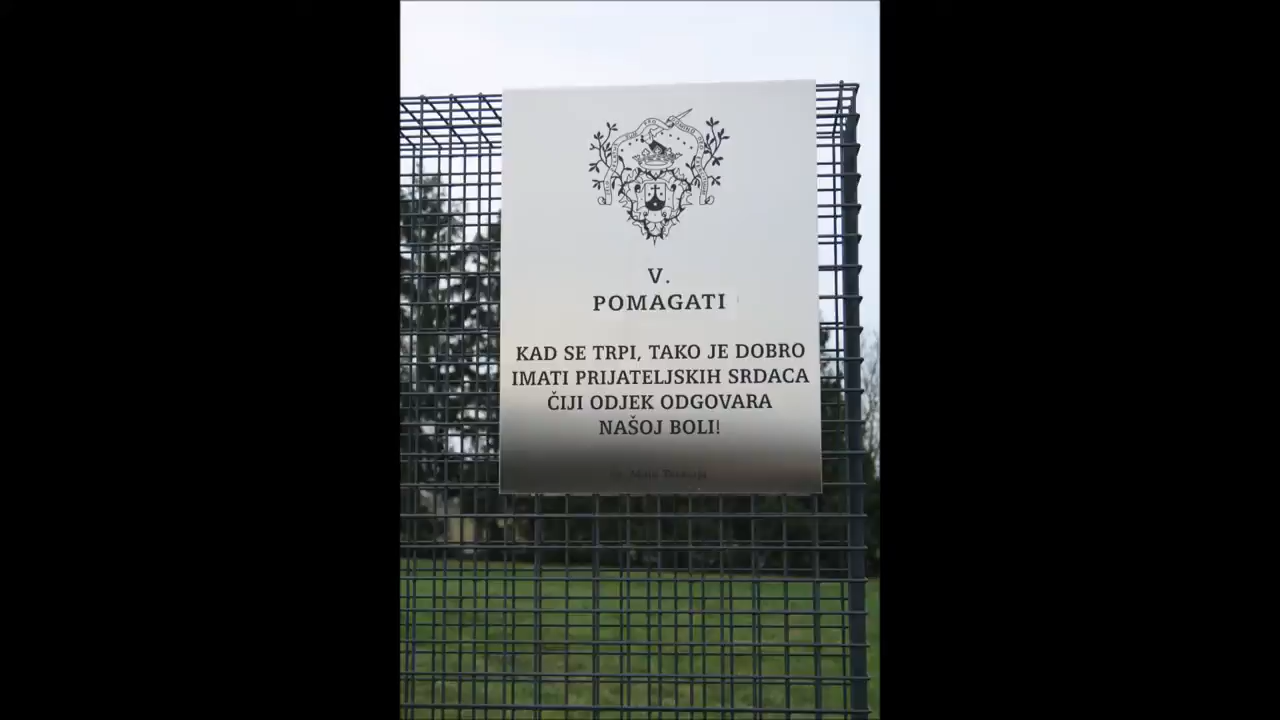 V.
POMAGATI
KAD SE TRPI, TAKO JE DOBRO
IMATI PRIJATELJSKIH SRDACA
ČIJI ODJEK ODGOVARA
NAŠOJ BOLI!